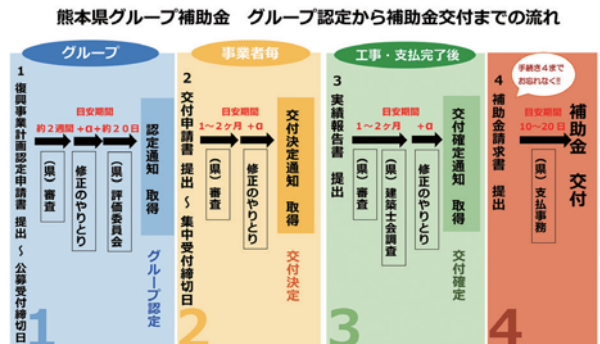 熊本県グループ補助金　グループ認定から補助金交付までの流れ
グループ
1 復興事業計画認定申請書 提出 ～ 公募受付締切日
目安期間
約2週間 +α+約20日
（県）審査
修正のやりとり
（県）評価委員会
認定通知 取得
グループ認定
1
事業者毎
2 交付申請書 提出 ～ 集中受付締切日
目安期間
1～2ヶ月 +α
（県）審査
修正のやりとり
交付決定通知 取得
交付決定
2
工事・支払完了後
3 実績報告書 提出
目安期間
1～2ヶ月 +α
（県）審査
（県）建築士会調査
修正のやりとり
交付確定通知 取得
交付確定
3
手続き4まで
お忘れなく!!
4 補助金請求書 提出
目安期間
10～20日
（県）支払事務
補助金 交付
4